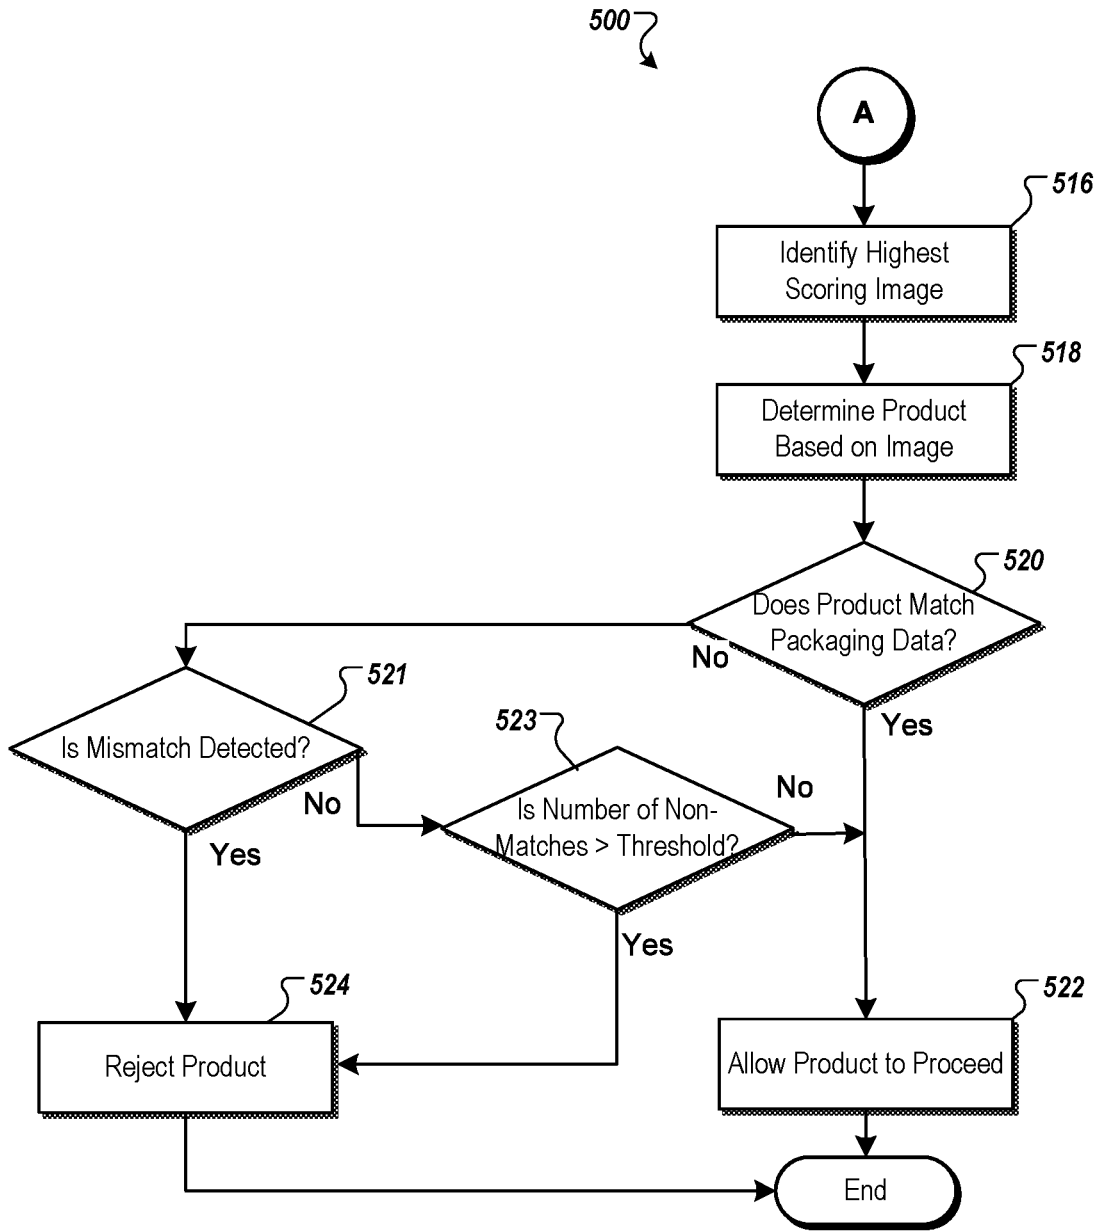 500
A
516
Identify Highest
Scoring Image
518
Determine Product
Based on Image
520
Does Product Match
Packaging Data?
No
Yes
521
Is Mismatch Detected?
No
Yes
523
Is Number of Non-
Matches > Threshold?
No
Yes
524
Reject Product
522
Allow Product to Proceed
End